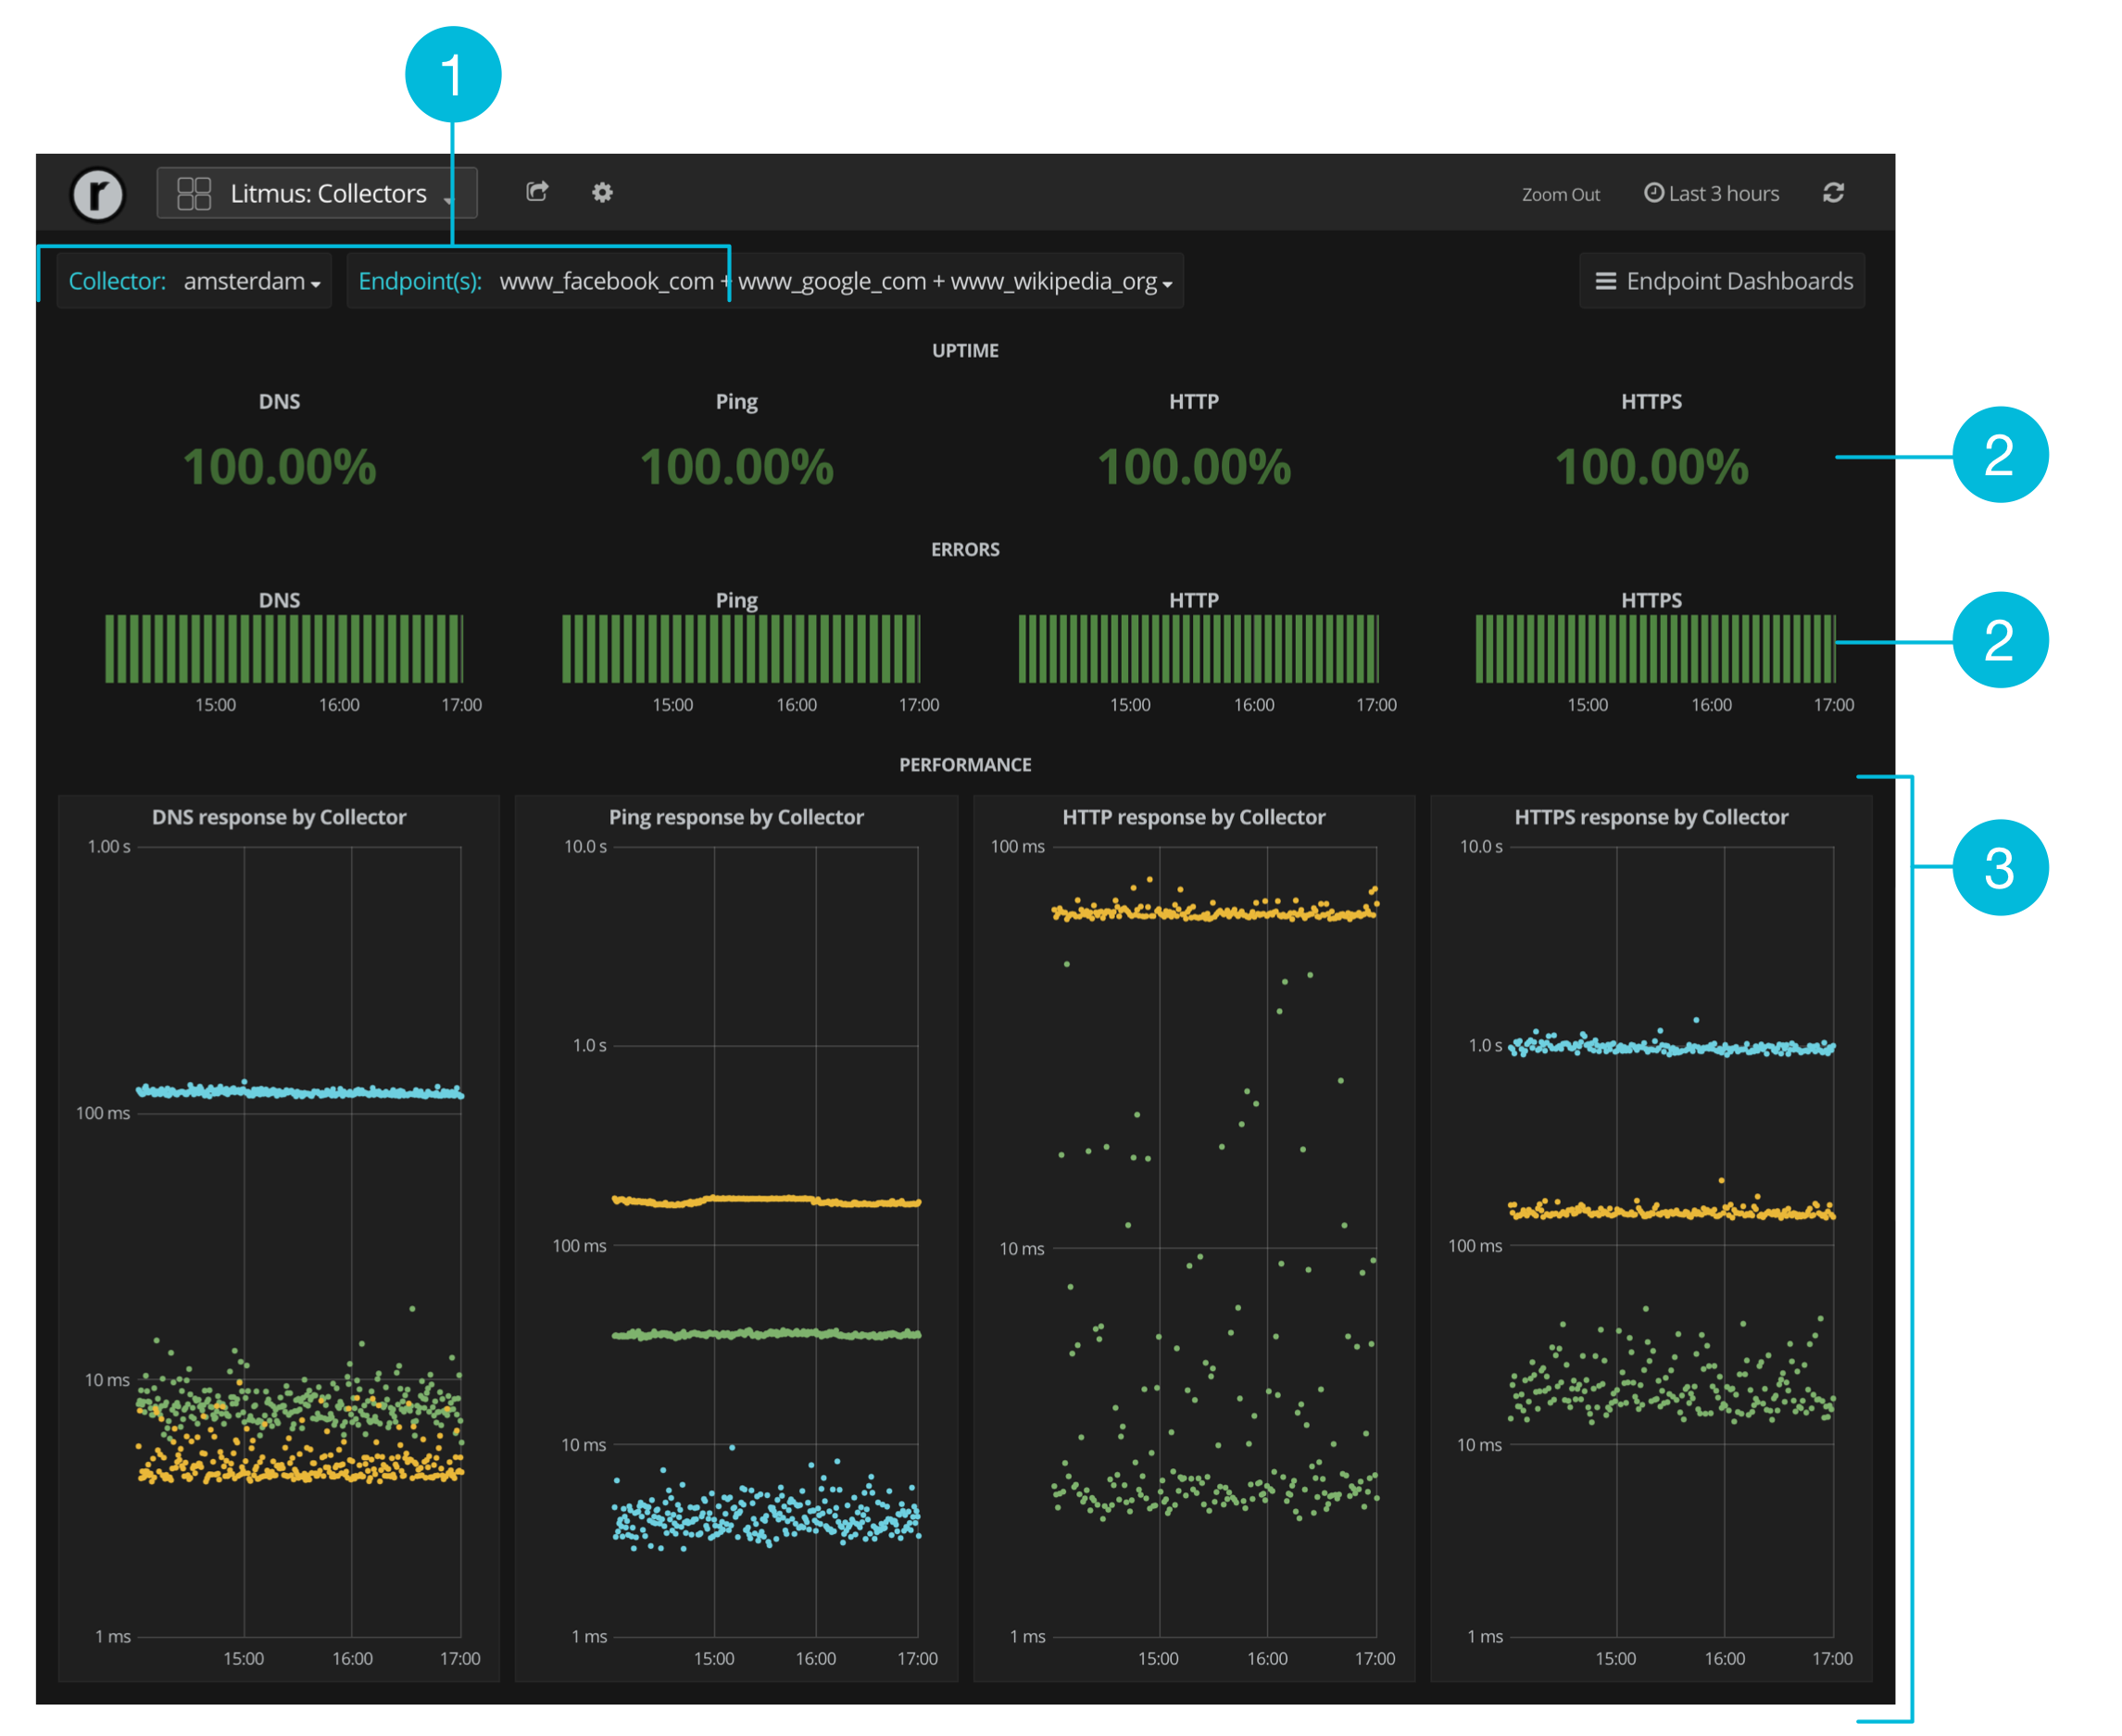 1
r Litmus: Collectors Zoom Out Last 3 hours
Collector: amsterdam Endpoint(s): www_facebook_com + www_google_com + www_wikipedia_org Endpoint Dashboards
UPTIME
DNS Ping HTTP HTTPS
100.00% 100.00% 100.00% 100.00%
2
ERRORS
DNS Ping HTTP HTTPS
2
15:00 16:00 17:00 15:00 16:00 17:00 15:00 16:00 17:00 15:00 16:00 17:00
PERFORMANCE
3
DNS response by Collector
1.00 s
100 ms
10 ms
1 ms
15:00 16:00 17:00
Ping response by Collector
10.0 s
1.0 s
100 ms
10 ms
1 ms
15:00 16:00 17:00
HTTP response by Collector
100 ms
10 ms
1 ms
15:00 16:00 17:00
HTTPS response by Collector
10.0 s
1.0 s
100 ms
10 ms
1 ms
15:00 16:00 17:00